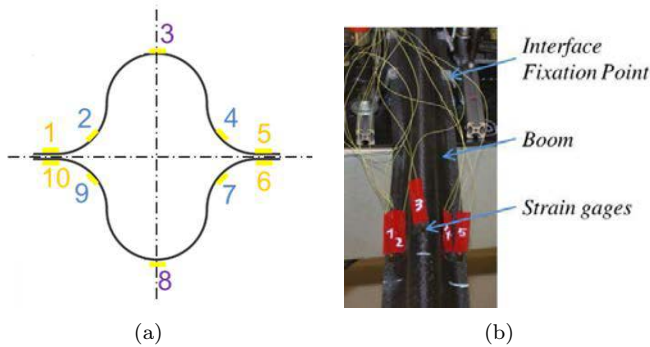 3
2
4
1
5
10
6
9
7
8
(a)
Interface
Fixation Point
Boom
Strain gages
3
1 2
4 5
(b)